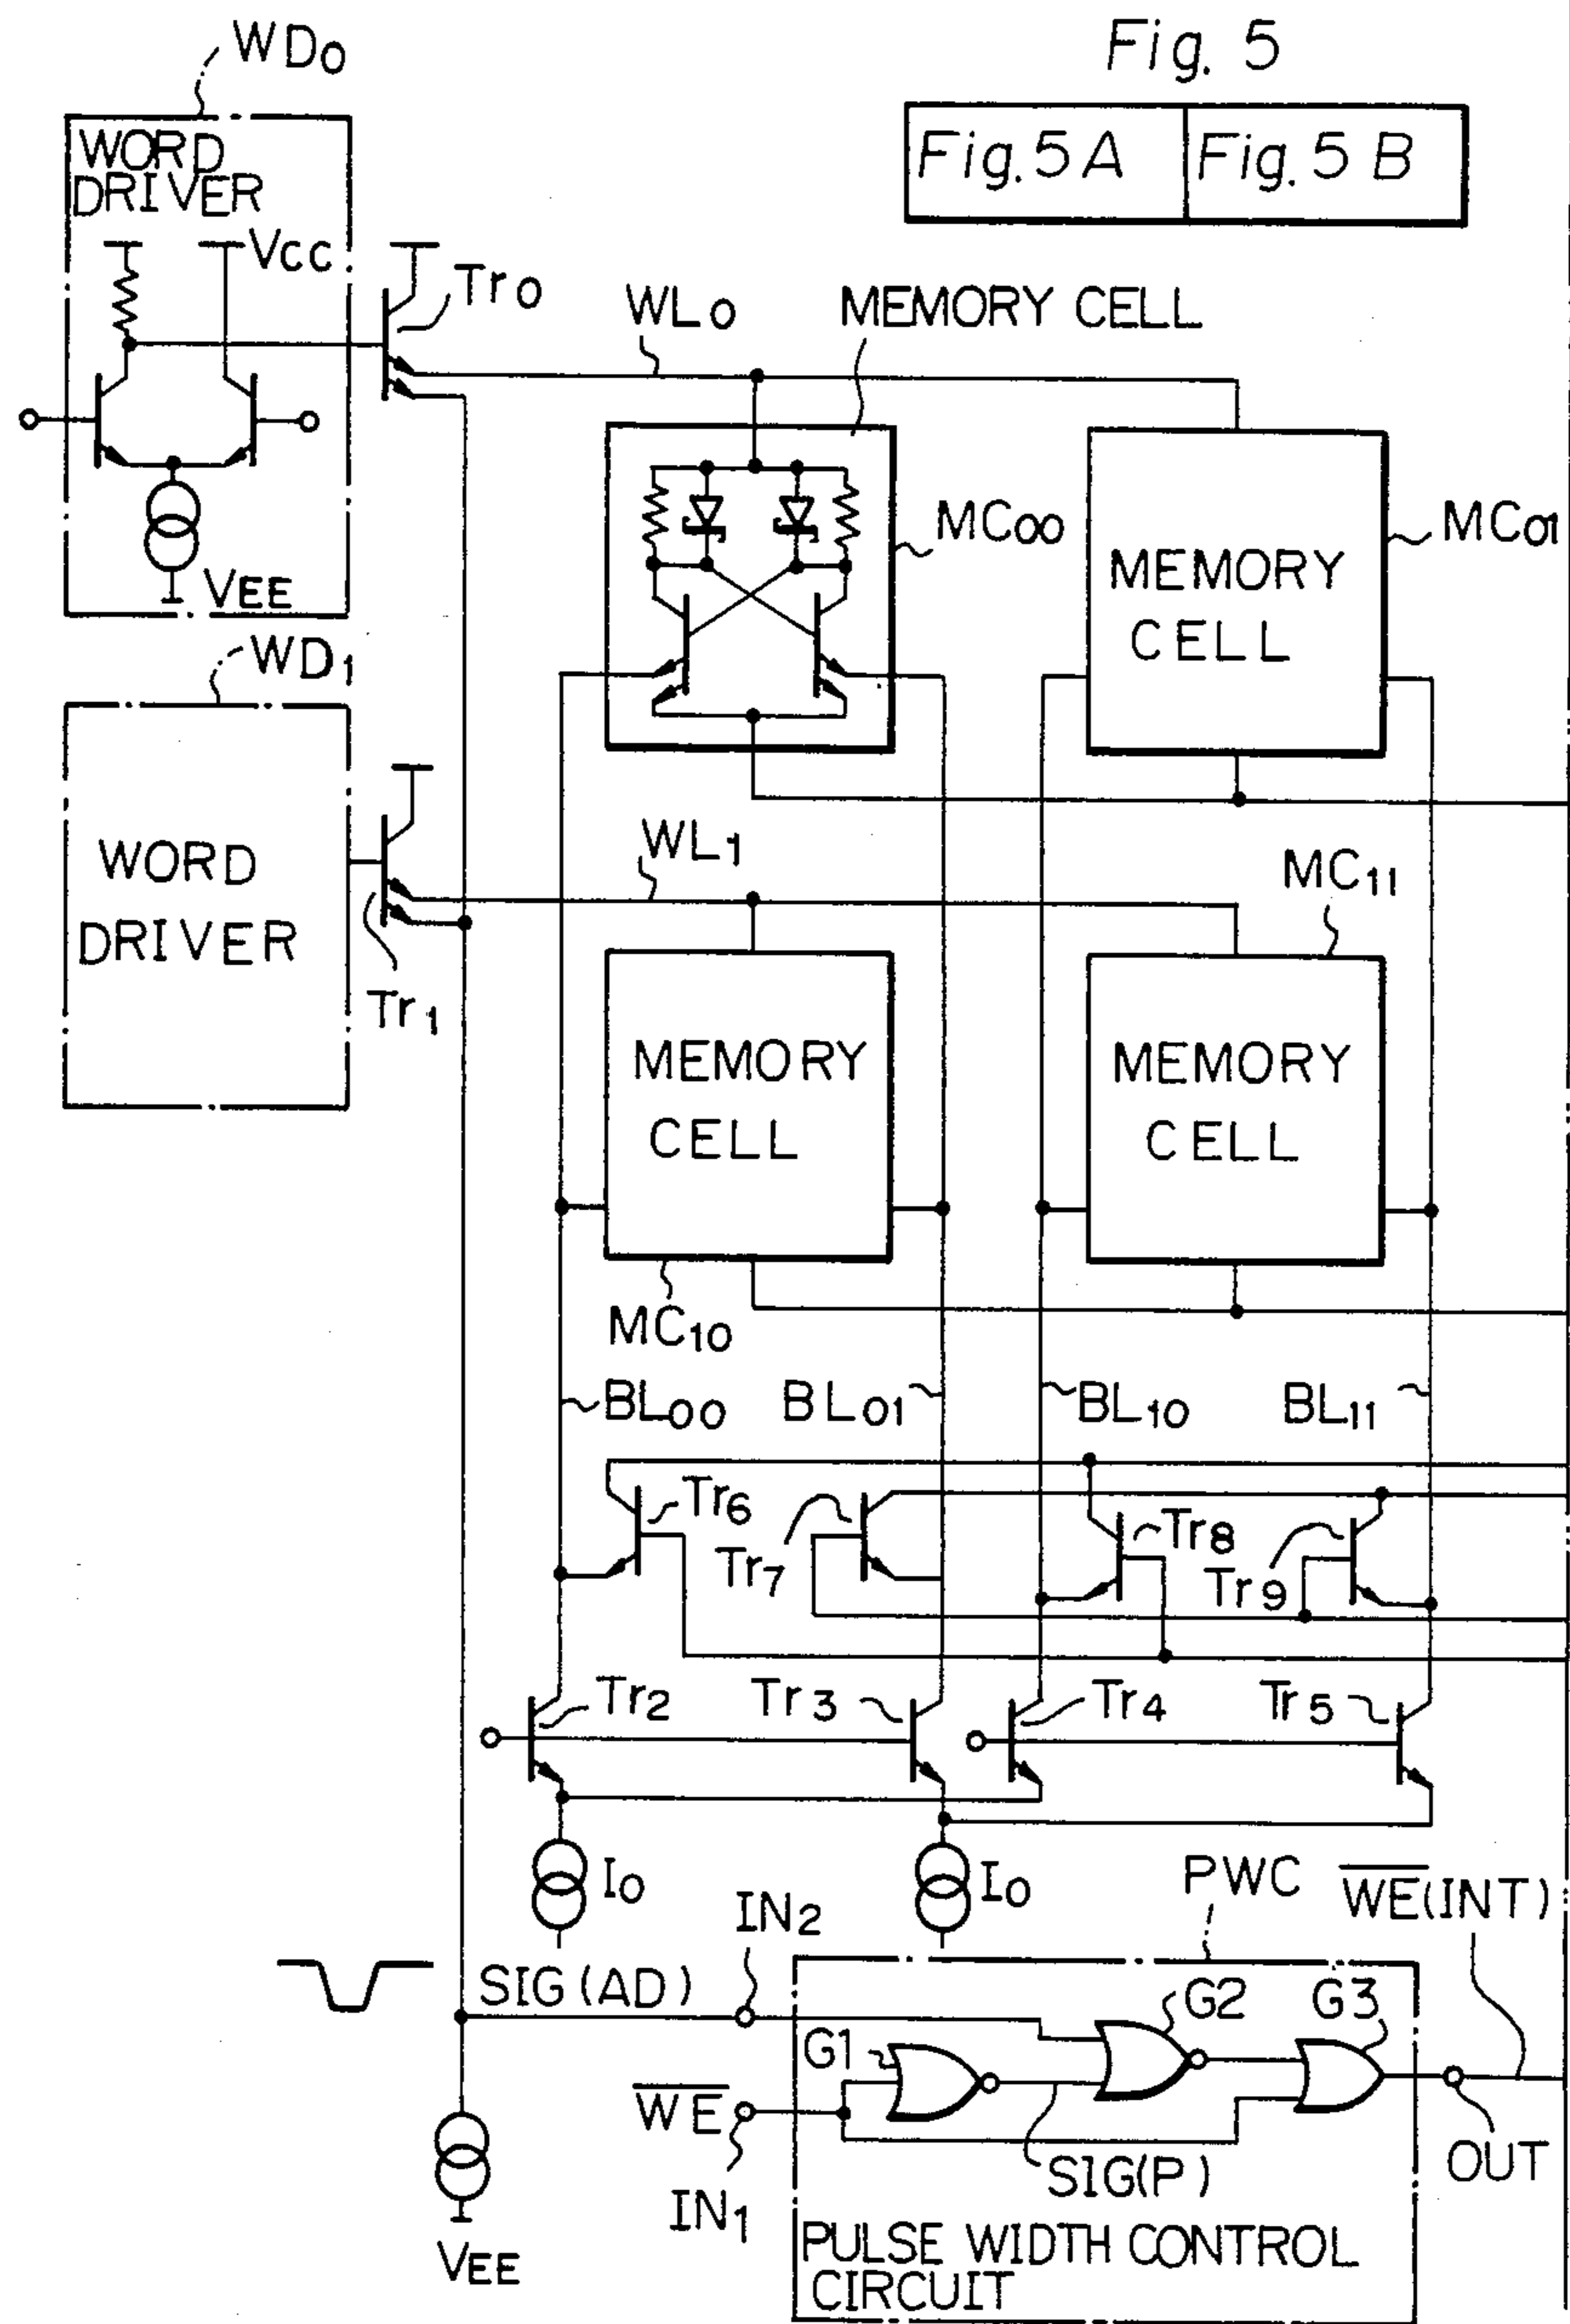 Fig. 5
Fig. 5A Fig. 5B
WD0
WORD
DRIVER
VCC
VEE
Tr0
WL0
MEMORY CELL
MC00
MEMORY
CELL
MC01
WD1
WORD
DRIVER
Tr1
WL1
MC11
MEMORY
CELL
MEMORY
CELL
MC10
BL00
BL01
BL10
BL11
Tr6
Tr7
Tr8
Tr9
Tr2
Tr3
Tr4
Tr5
I0
I0
PWC
WE(INT)
IN2
SIG(AD)
G1
G2
G3
WE
IN1
SIG(P)
OUT
VEE
PULSE WIDTH CONTROL
CIRCUIT